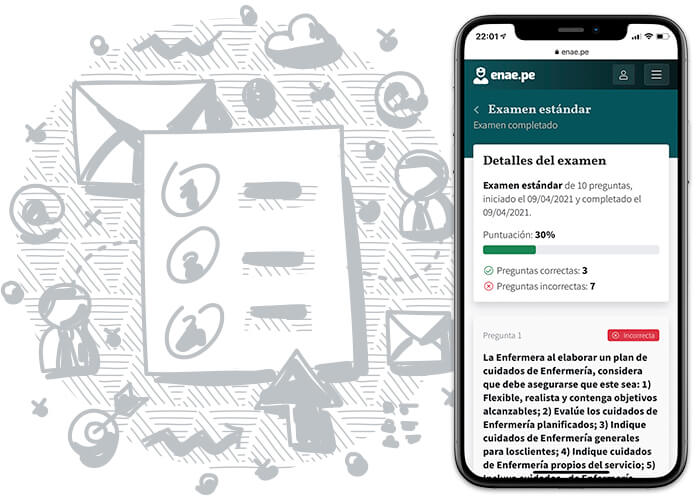 22:01
enae.pe
enae.pe
Examen estándar
Examen completado
Detalles del examen
Examen estándar de 10 preguntas,
iniciado el 09/04/2021 y completado el
09/04/2021.
Puntuación: 30%
Preguntas correctas: 3
Preguntas incorrectas: 7
Pregunta 1
Incorrecta
La Enfermera al elaborar un plan de
cuidados de Enfermería, considera
que debe asegurarse que este sea: 1)
Flexible, realista y contenga objetivos
alcanzables; 2) Evalúe los cuidados de
Enfermería planificados; 3) Indique
cuidados de Enfermería generales
para losclientes; 4) Indique cuidados
de Enfermería propios del servicio; 5)
Incluya cuidados de Enfermería